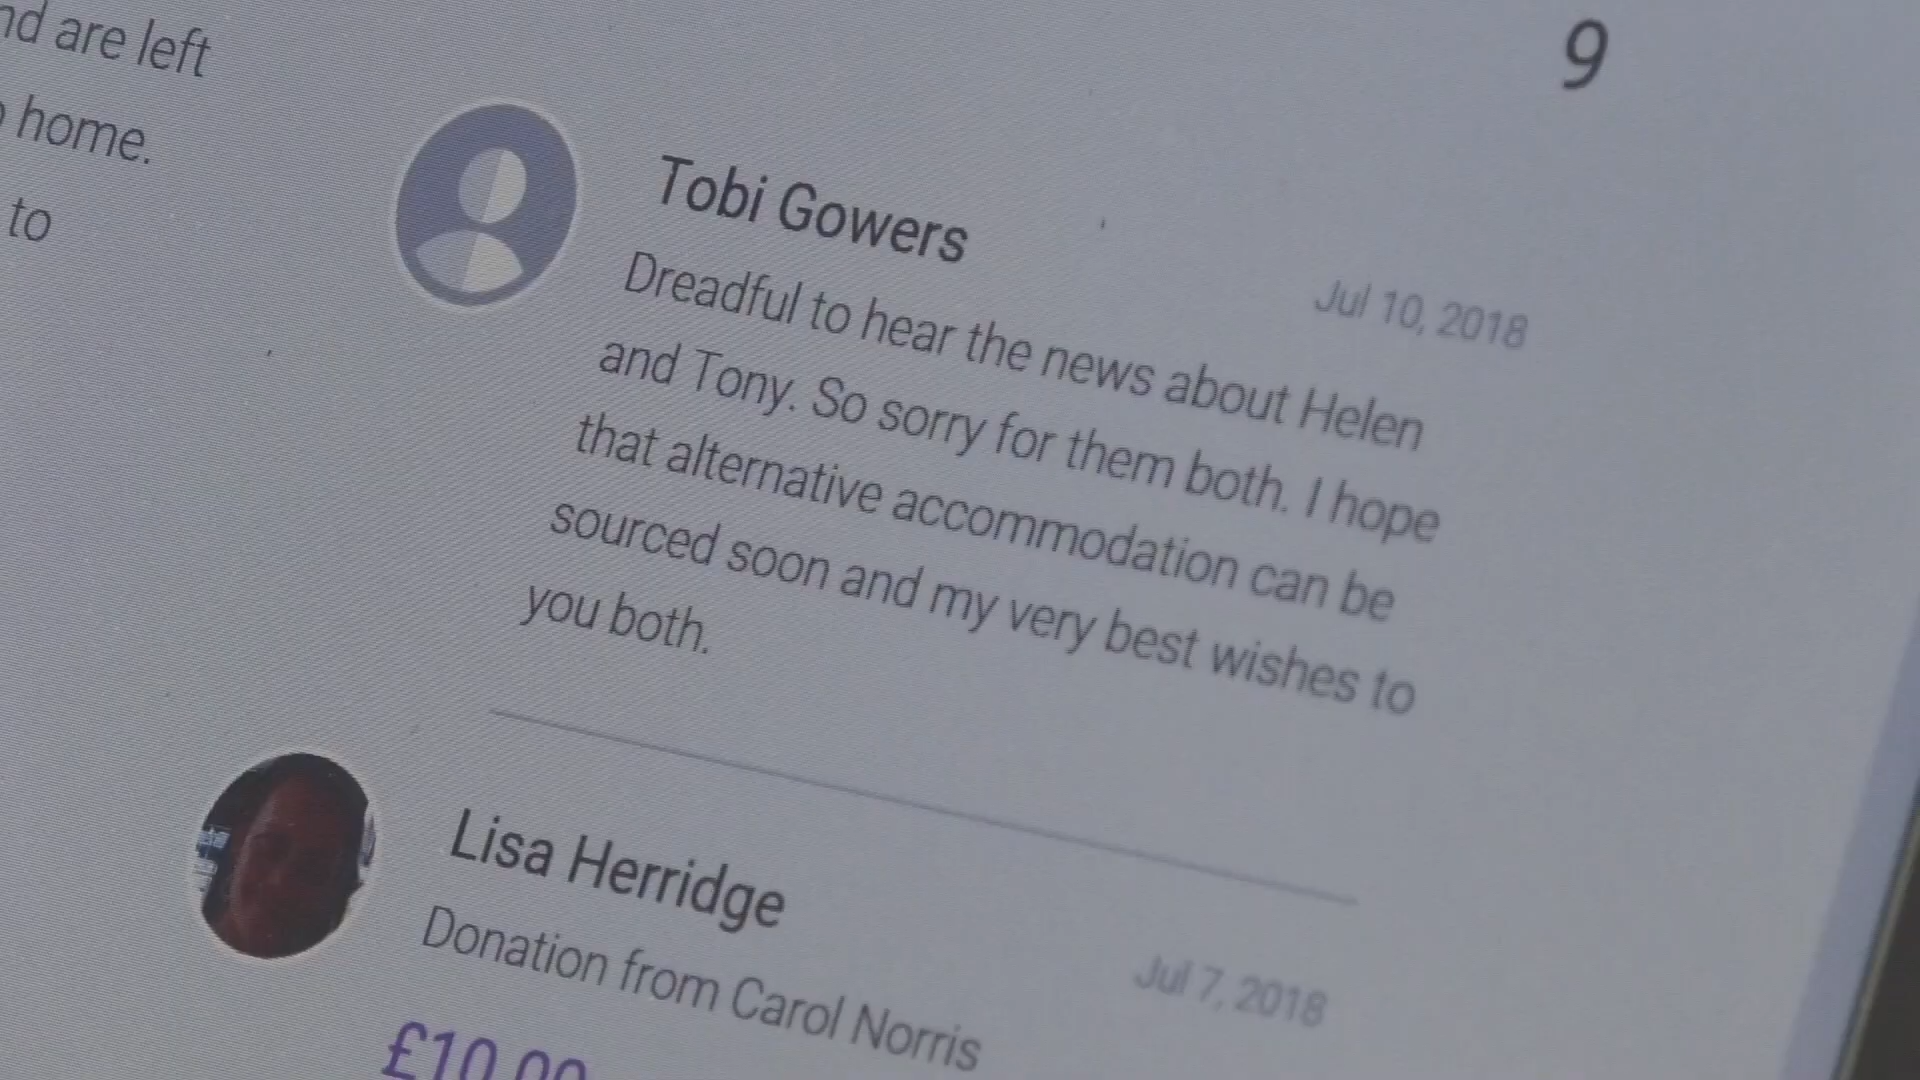 nd are left
home.
to
9
Tobi Gowers
Jul 10, 2018
Dreadful to hear the news about Helen
and Tony. So sorry for them both. I hope
that alternative accommodation can be
sourced soon and my very best wishes to
you both.
Lisa Herridge
Jul 7, 2018
Donation from Carol Norris
£10.00